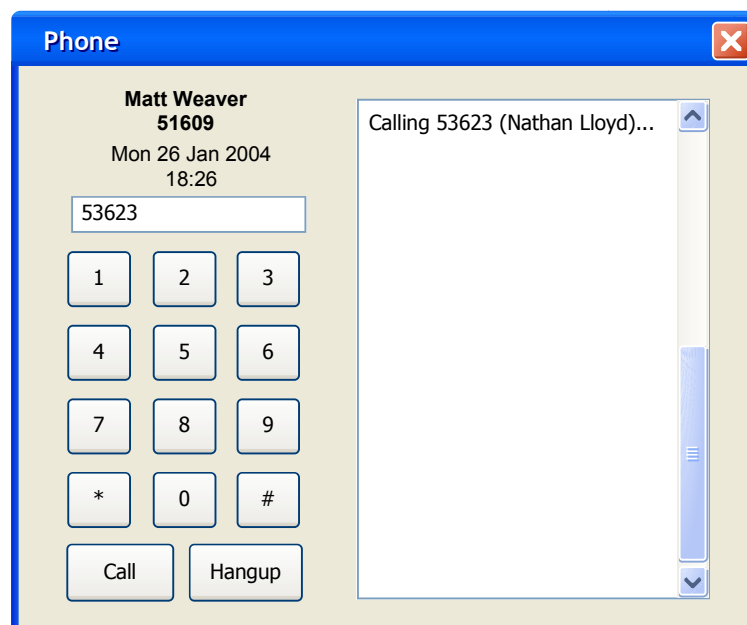 Phone
Matt Weaver
51609
Mon 26 Jan 2004
18:26
53623
1 2 3
4 5 6
7 8 9
* 0 #
Call Hangup
Calling 53623 (Nathan Lloyd)...